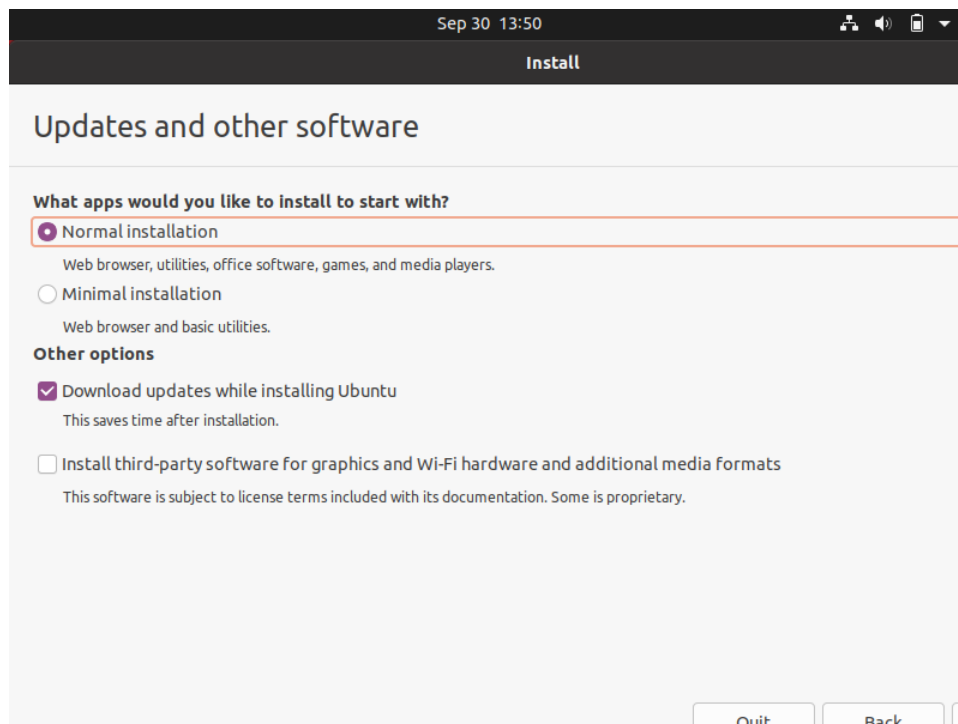 Sep 30 13:50
Install
Updates and other software
What apps would you like to install to start with?
Normal installation
Web browser, utilities, office software, games, and media players.
Minimal installation
Web browser and basic utilities.
Other options
Download updates while installing Ubuntu
This saves time after installation.
Install third-party software for graphics and Wi-Fi hardware and additional media formats
This software is subject to license terms included with its documentation. Some is proprietary.
Quit Back